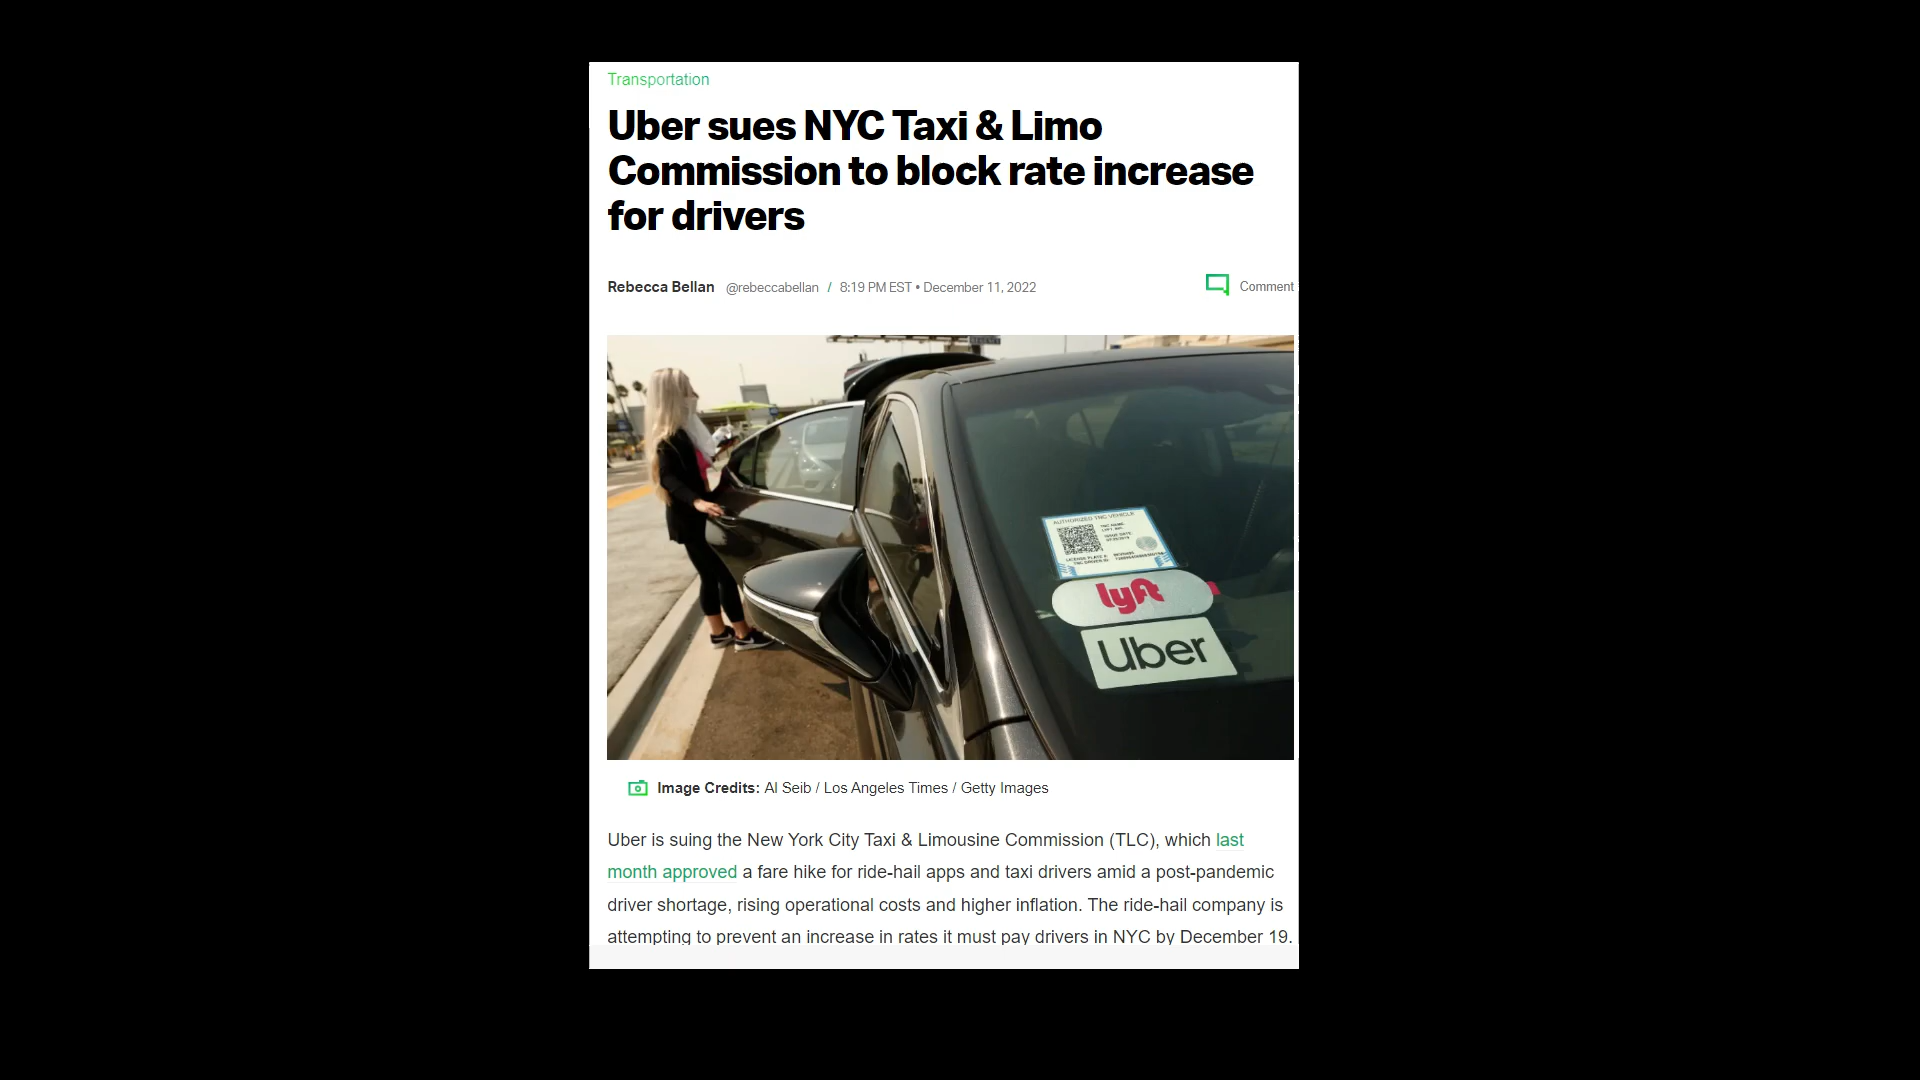 Transportation
Uber sues NYC Taxi & Limo
Commission to block rate increase
for drivers
Rebecca Bellan @rebeccabellan / 8:19 PM EST • December 11, 2022
Comment
AUTHORIZED TNC VEHICLE
lyft
Uber
Image Credits: Al Seib / Los Angeles Times / Getty Images
Uber is suing the New York City Taxi & Limousine Commission (TLC), which last
month approved a fare hike for ride-hail apps and taxi drivers amid a post-pandemic
driver shortage, rising operational costs and higher inflation. The ride-hail company is
attempting to prevent an increase in rates it must pay drivers in NYC by December 19.